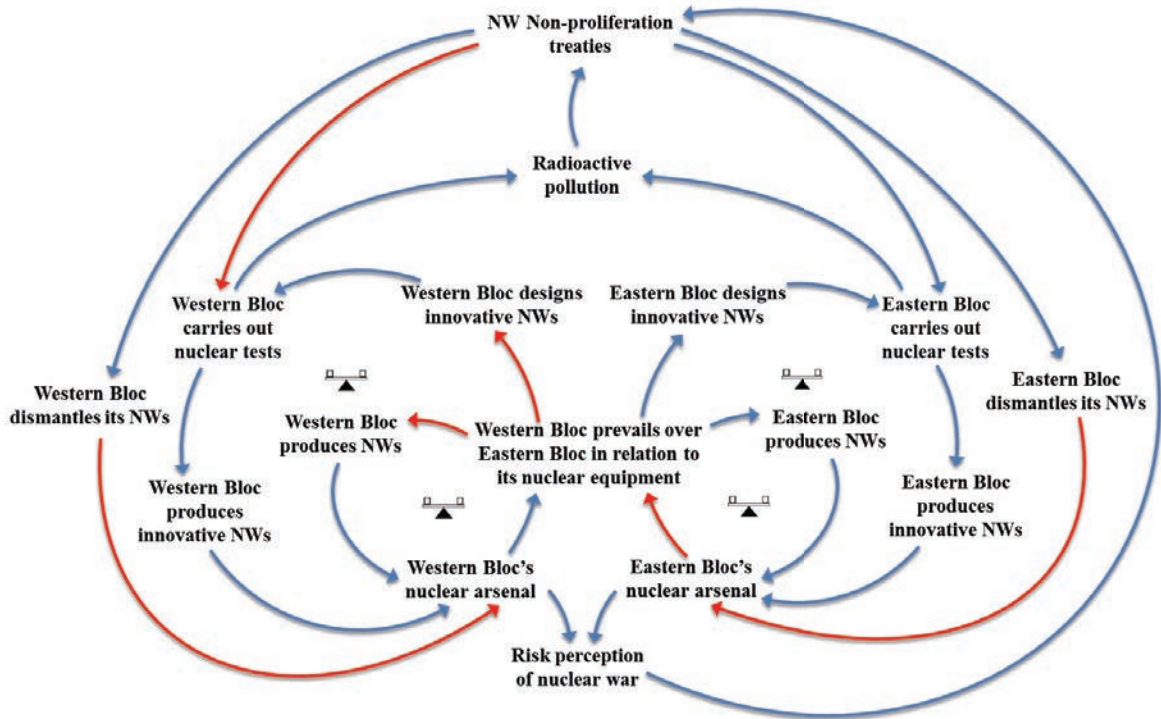 NW Non-proliferation
treaties
Radioactive
pollution
Western Bloc
carries out
nuclear tests
Western Bloc designs
innovative NWs
Eastern Bloc designs
innovative NWs
Eastern Bloc
carries out
nuclear tests
Western Bloc
dismantles its NWs
Western Bloc
produces NWs
Western Bloc prevails over
Eastern Bloc in relation to
its nuclear equipment
Eastern Bloc
produces NWs
Eastern Bloc
dismantles its NWs
Western Bloc
produces
innovative NWs
Eastern Bloc
produces
innovative NWs
Western Bloc's
nuclear arsenal
Eastern Bloc's
nuclear arsenal
Risk perception
of nuclear war